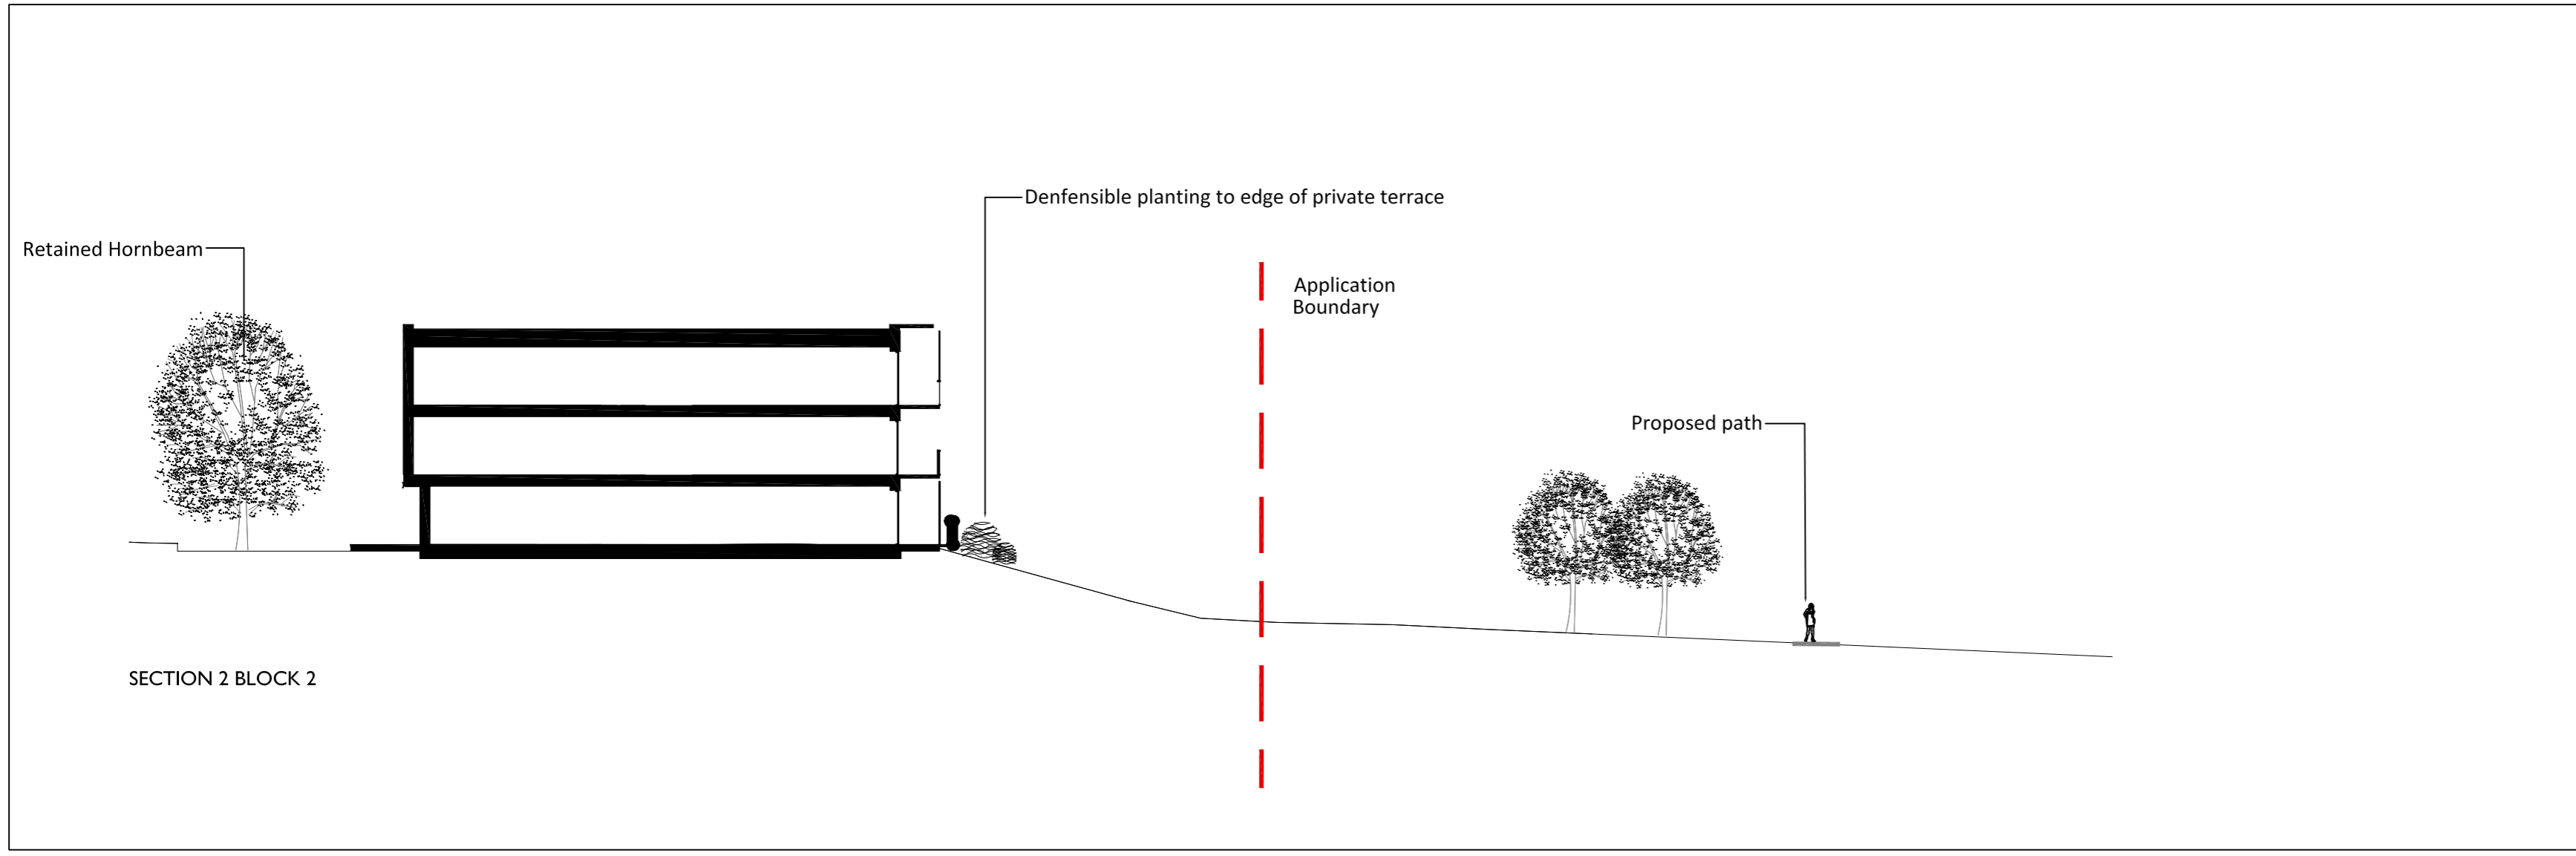 Denfensible planting to edge of private terrace
Retained Hornbeam
Application
Boundary
Proposed path
SECTION 2 BLOCK 2